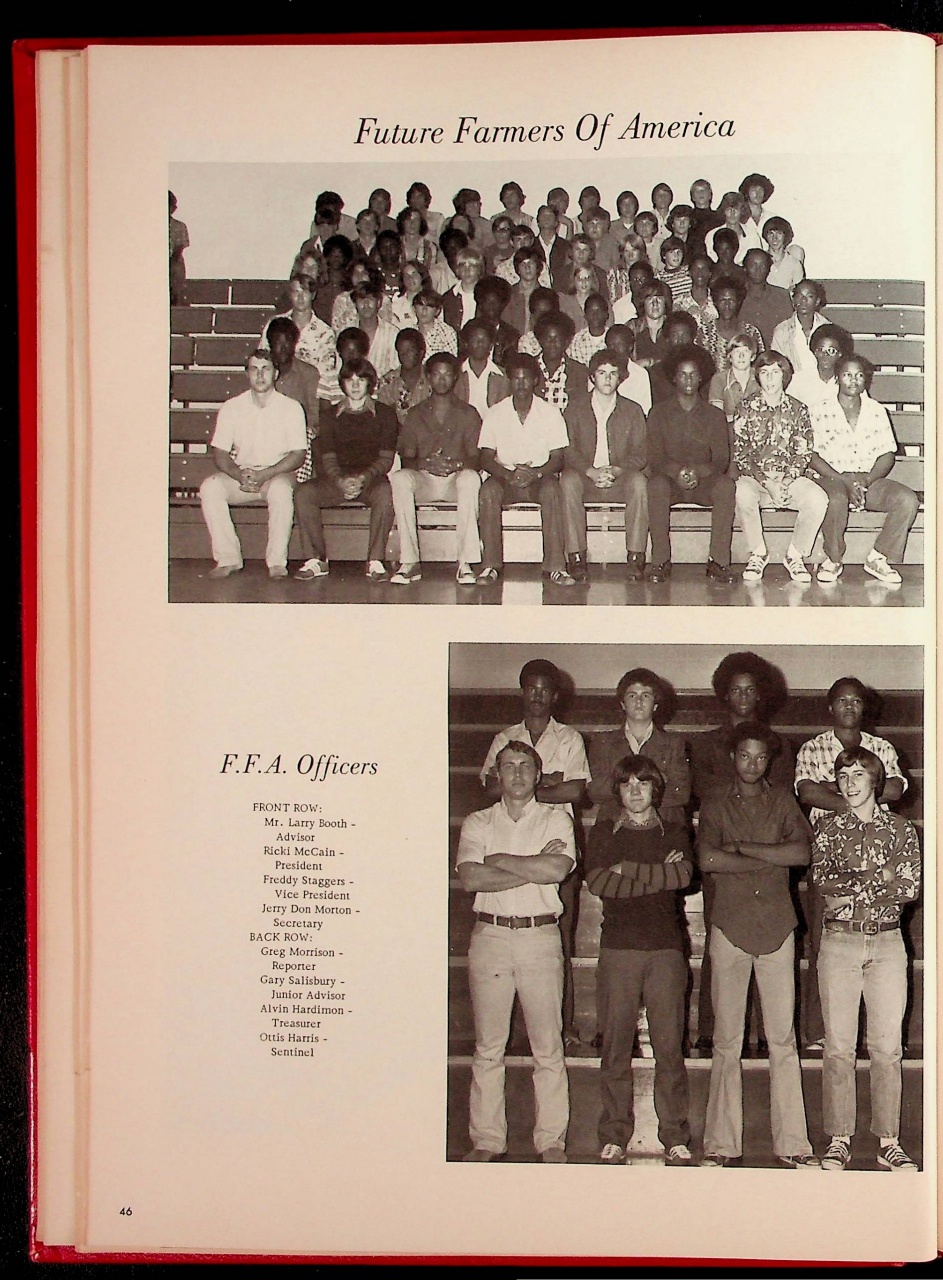 Future Farmers Of America
F.F.A. Officers
FRONT ROW:
Mr. Larry Booth -
Advisor
Ricki McCain -
President
Freddy Staggers -
Vice President
Jerry Don Morton -
Secretary
BACK ROW:
Greg Morrison -
Reporter
Gary Salisbury -
Junior Advisor
Alvin Hardimon -
Treasurer
Ottis Harris -
Sentinel
46